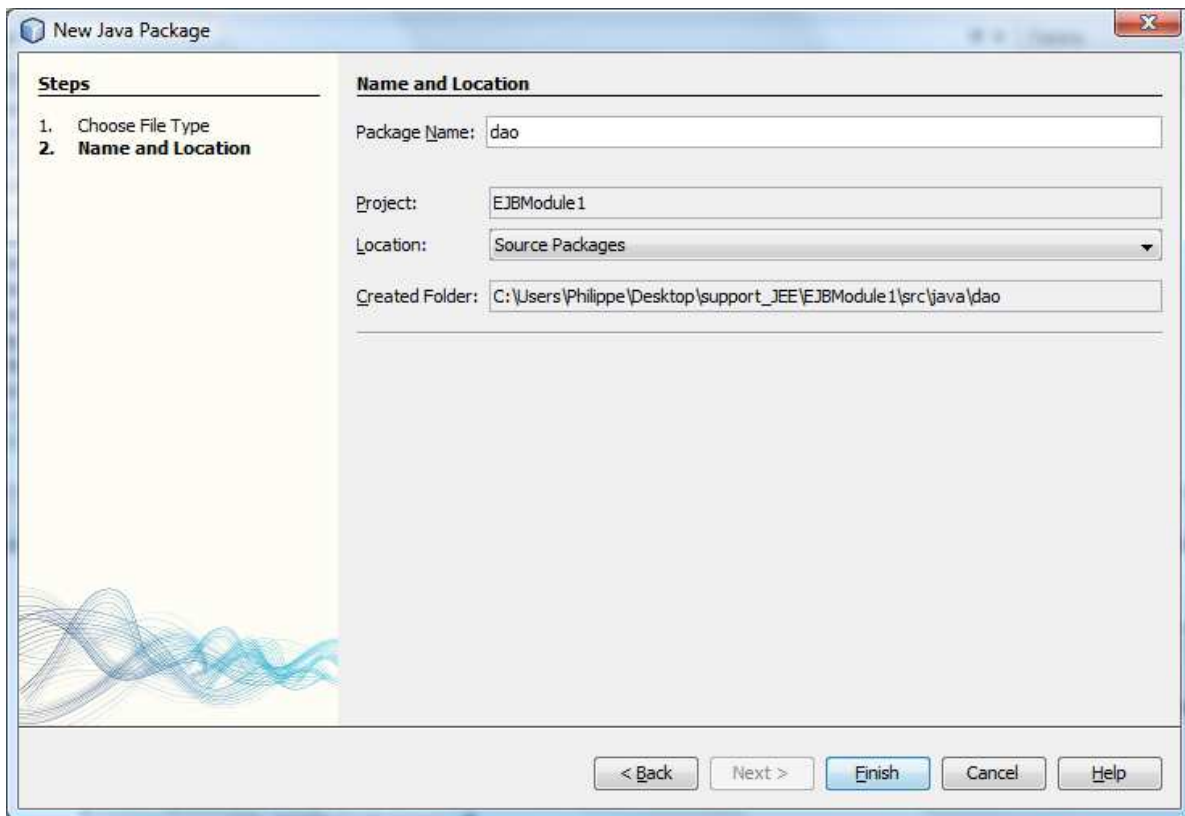 New Java Package
Steps
1. Choose File Type
2. Name and Location
Name and Location
Package Name: dao
Project: EJBModule1
Location: Source Packages
Created Folder: C:\Users\Philippe\Desktop\support_JEE\EJBModule1\src\java\dao
< Back Next > Finish Cancel Help